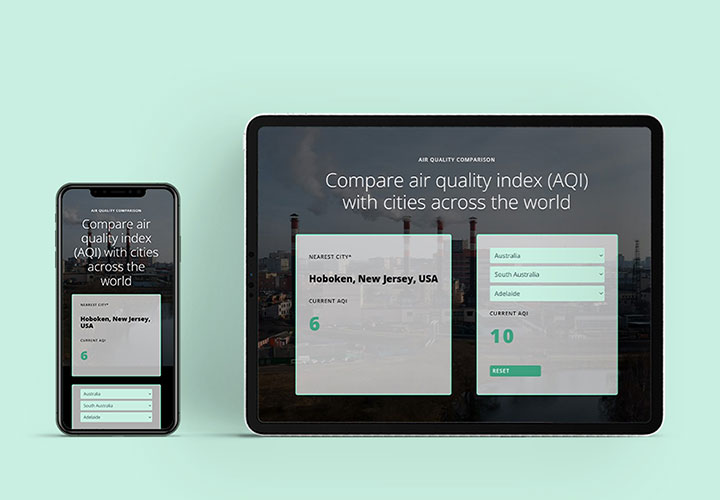 AIR QUALITY COMPARISON
Compare air
quality index
(AQI) with cities
across the
world
NEAREST CITY*
Hoboken, New Jersey,
USA
CURRENT AQI
6
Australia
South Australia
Adelaide
AIR QUALITY COMPARISON
Compare air quality index (AQI)
with cities across the world
NEAREST CITY*
Hoboken, New Jersey, USA
CURRENT AQI
6
Australia
South Australia
Adelaide
CURRENT AQI
10
RESET